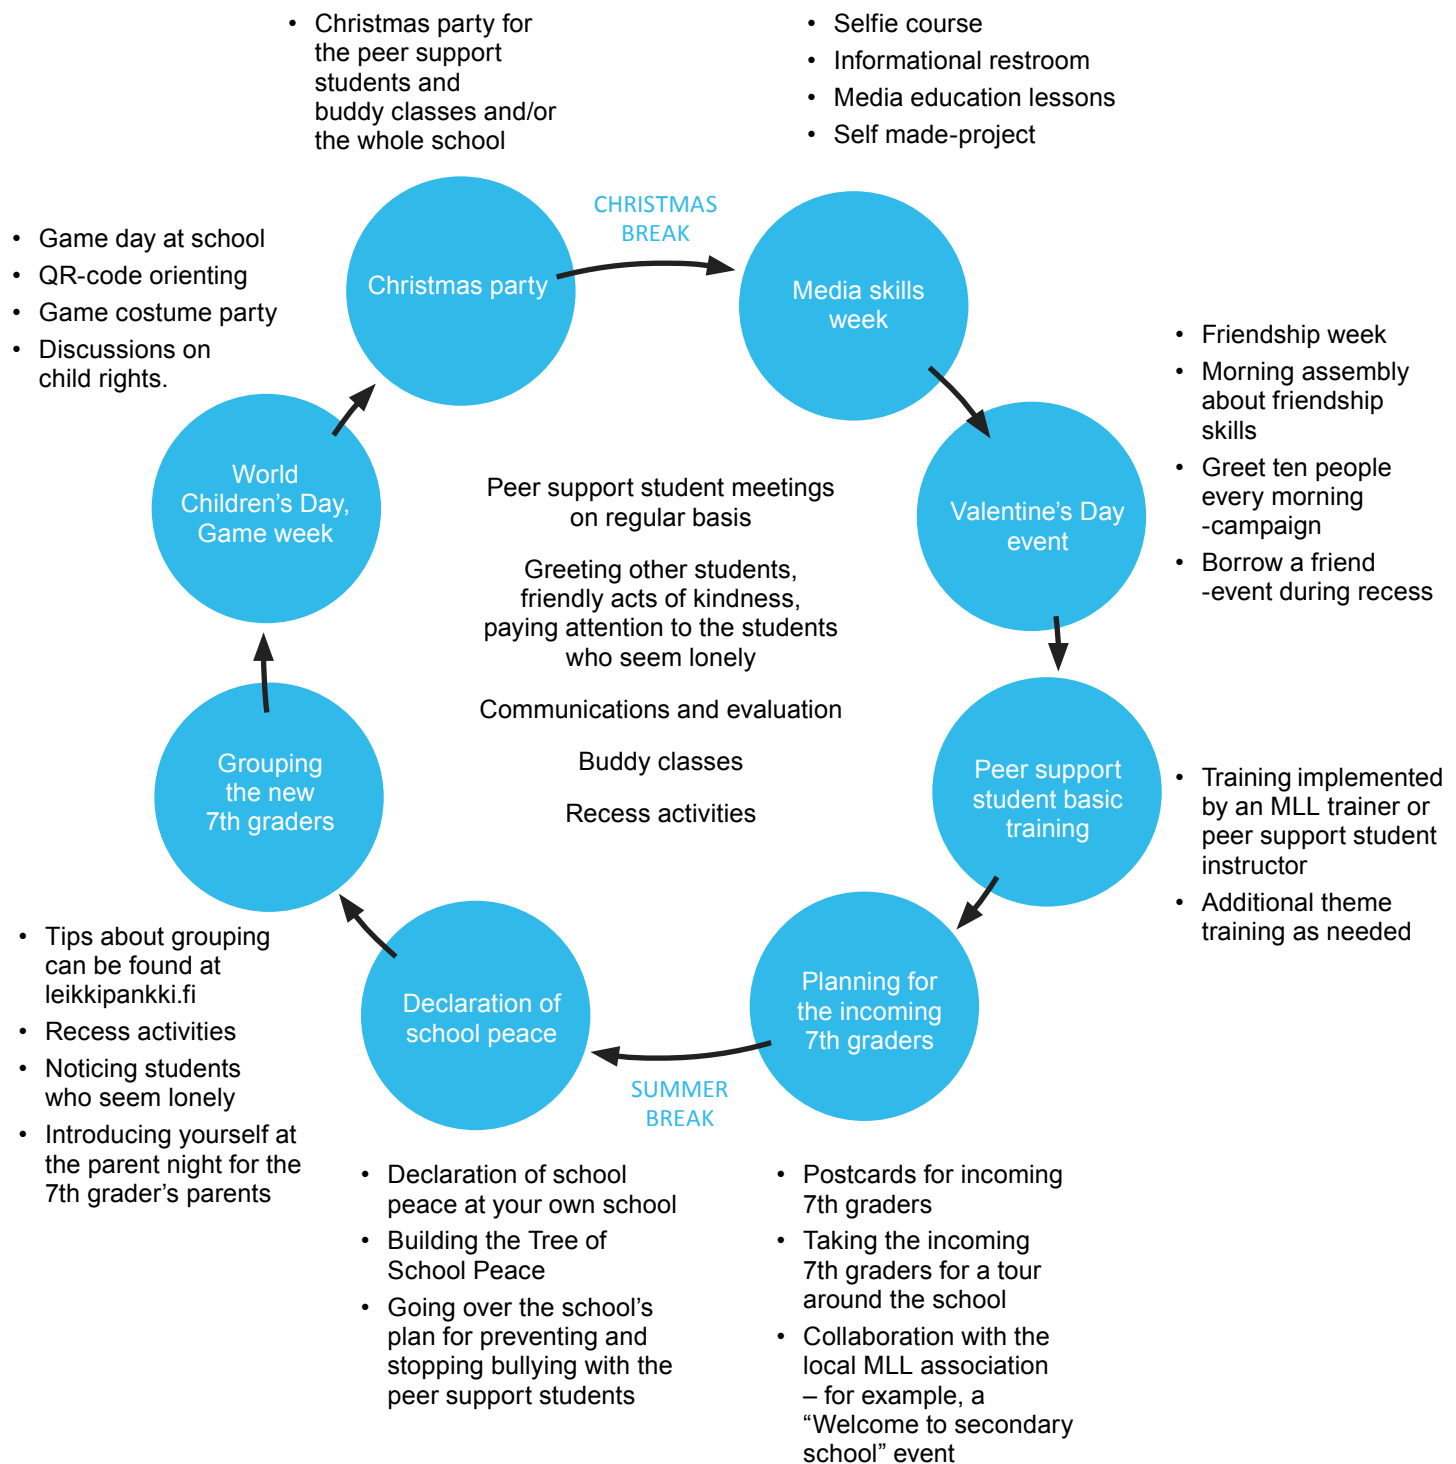 • Christmas party for
the peer support
students and
buddy classes and/or
the whole school
• Selfie course
• Informational restroom
• Media education lessons
• Self made-project
CHRISTMAS
BREAK
Christmas party
Media skills
week
• Game day at school
• QR-code orienting
• Game costume party
• Discussions on
child rights.
• Friendship week
• Morning assembly
about friendship
skills
• Greet ten people
every morning
-campaign
• Borrow a friend
-event during recess
World
Children’s Day,
Game week
Valentine’s Day
event
Peer support student meetings
on regular basis
Greeting other students,
friendly acts of kindness,
paying attention to the students
who seem lonely
Communications and evaluation
Buddy classes
Recess activities
Grouping
the new
7th graders
Peer support
student basic
training
• Training implemented
by an MLL trainer or
peer support student
instructor
• Additional theme
training as needed
• Tips about grouping
can be found at
leikkipankki.fi
• Recess activities
• Noticing students
who seem lonely
• Introducing yourself at
the parent night for the
7th grader’s parents
Declaration of
school peace
Planning for
the incoming
7th graders
SUMMER
BREAK
• Declaration of school
peace at your own school
• Building the Tree of
School Peace
• Going over the school’s
plan for preventing and
stopping bullying with the
peer support students
• Postcards for incoming
7th graders
• Taking the incoming
7th graders for a tour
around the school
• Collaboration with the
local MLL association
– for example, a
“Welcome to secondary
school” event